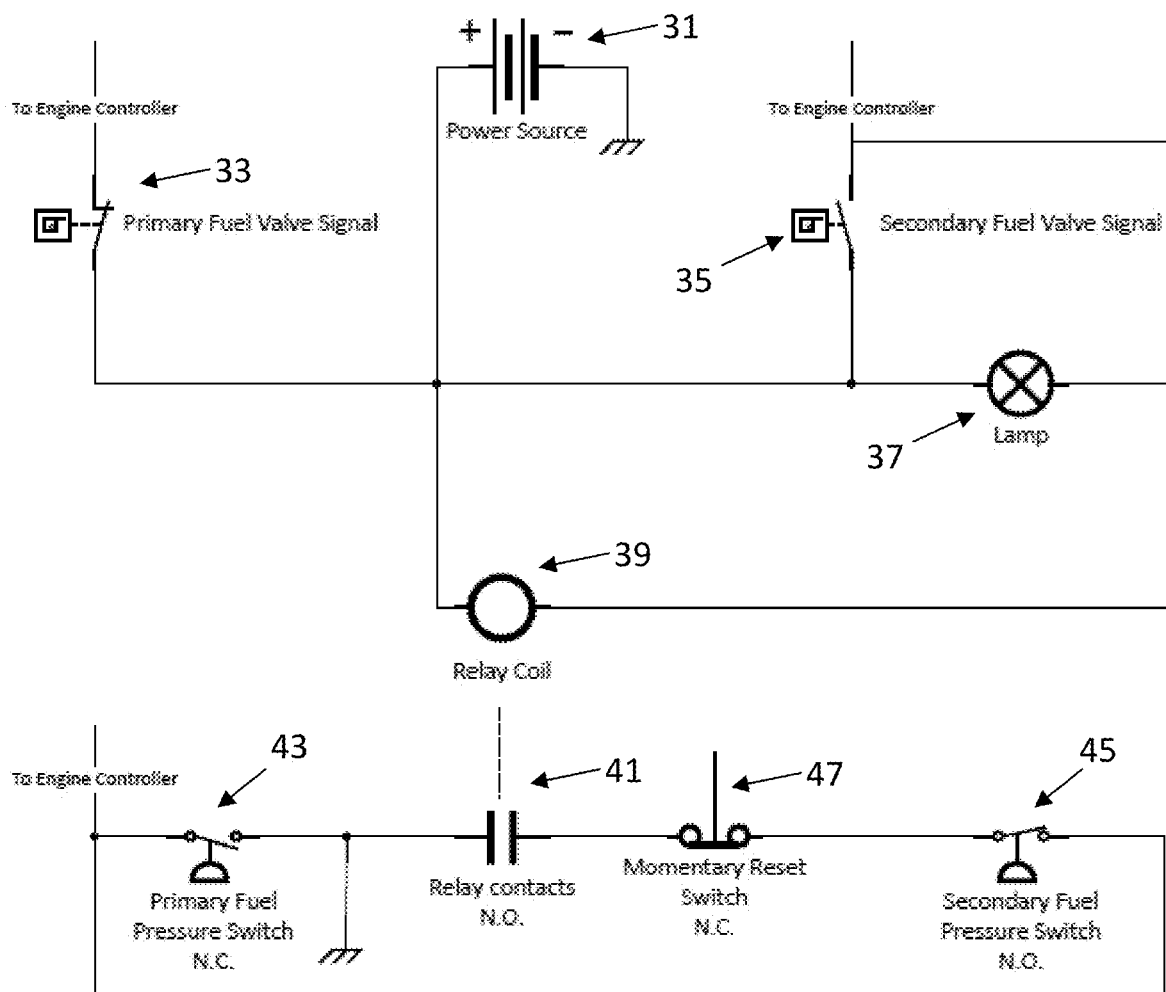 + − 31
To Engine Controller
To Engine Controller
Power Source
33
Primary Fuel Valve Signal
Secondary Fuel Valve Signal
35
37
Lamp
39
Relay Coil
To Engine Controller
43
41
47
45
Primary Fuel
Pressure Switch
N.C.
Relay contacts
N.O.
Momentary Reset
Switch
N.C.
Secondary Fuel
Pressure Switch
N.O.